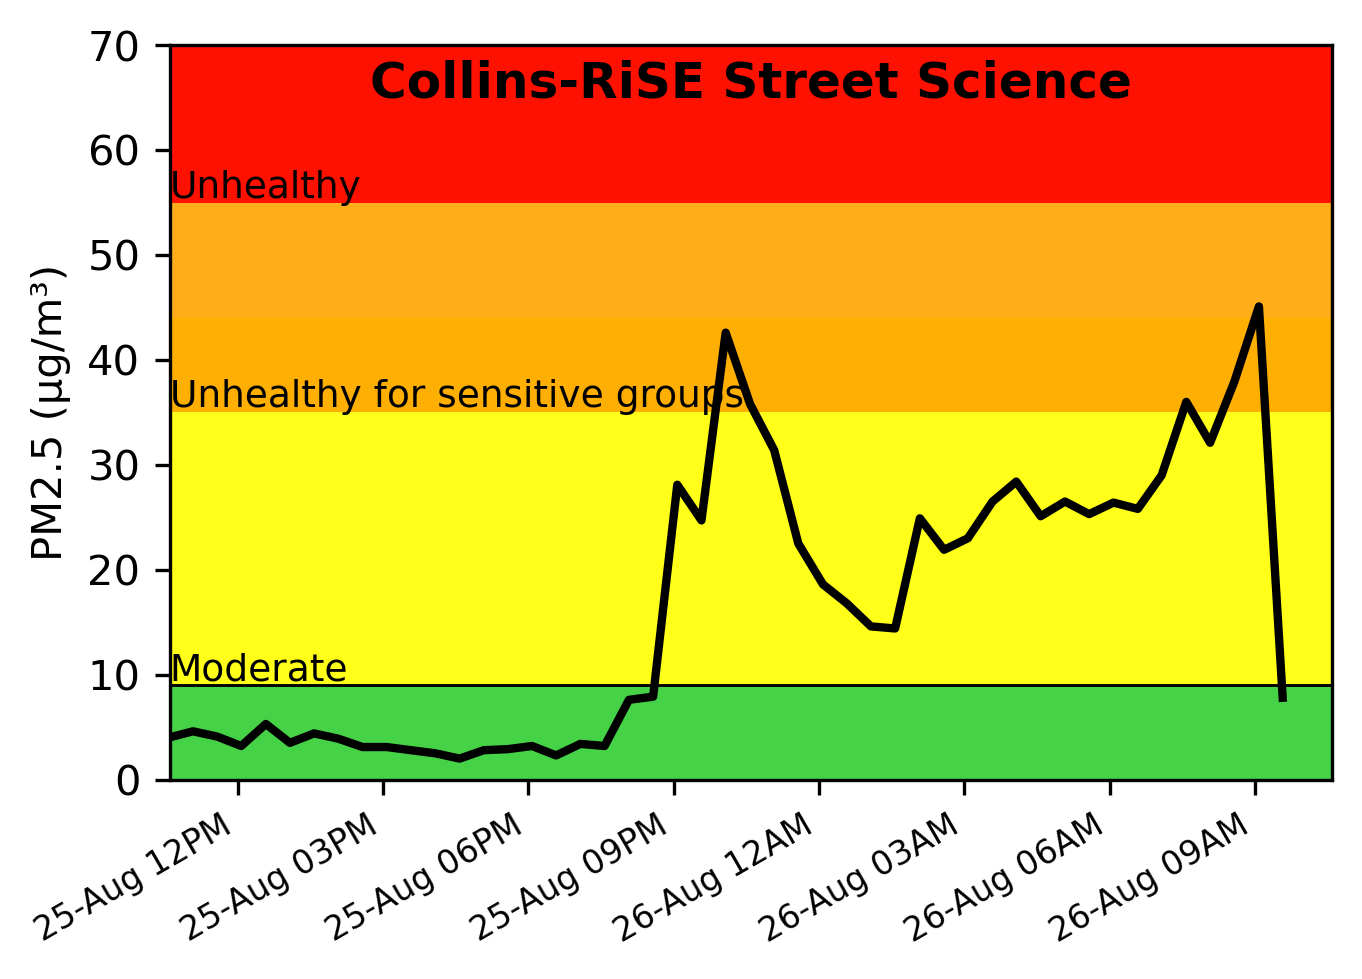 Collins-RiSE Street Science
70
60
50
40
30
20
10
0
PM2.5 (µg/m³)
Unhealthy
Unhealthy for sensitive groups
Moderate
25-Aug 12PM
25-Aug 03PM
25-Aug 06PM
25-Aug 09PM
26-Aug 12AM
26-Aug 03AM
26-Aug 06AM
26-Aug 09AM